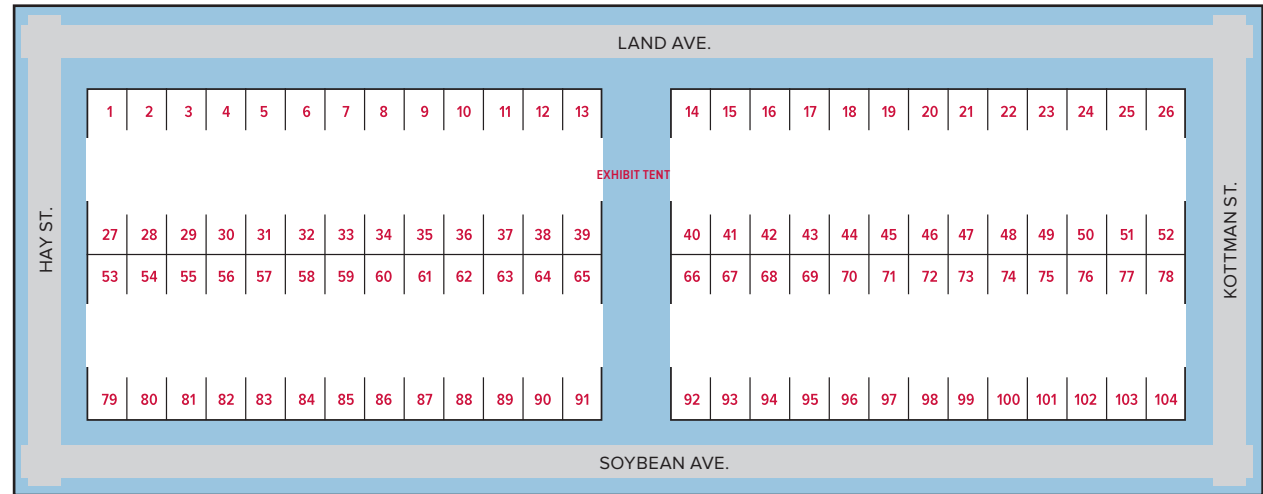 LAND AVE.
1 2 3 4 5 6 7 8 9 10 11 12 13 14 15 16 17 18 19 20 21 22 23 24 25 26
EXHIBIT TENT
HAY ST.
KOTTMAN ST.
27 28 29 30 31 32 33 34 35 36 37 38 39 40 41 42 43 44 45 46 47 48 49 50 51 52
53 54 55 56 57 58 59 60 61 62 63 64 65 66 67 68 69 70 71 72 73 74 75 76 77 78
79 80 81 82 83 84 85 86 87 88 89 90 91 92 93 94 95 96 97 98 99 100 101 102 103 104
SOYBEAN AVE.